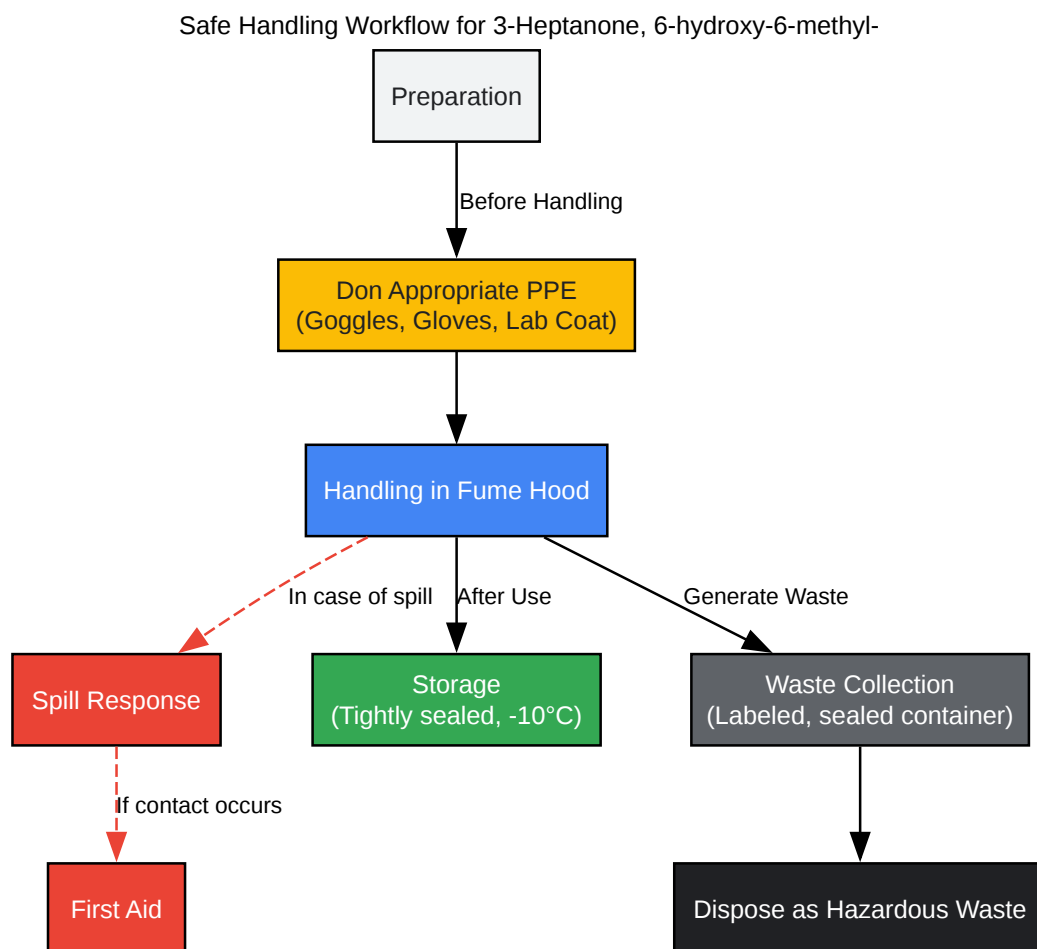 Safe Handling Workflow for 3-Heptanone, 6-hydroxy-6-methyl-
Preparation
Before Handling
Don Appropriate PPE
(Goggles, Gloves, Lab Coat)
Handling in Fume Hood
In case of spill
After Use
Generate Waste
Spill Response
Storage
(Tightly sealed, -10°C)
Waste Collection
(Labeled, sealed container)
If contact occurs
First Aid
Dispose as Hazardous Waste